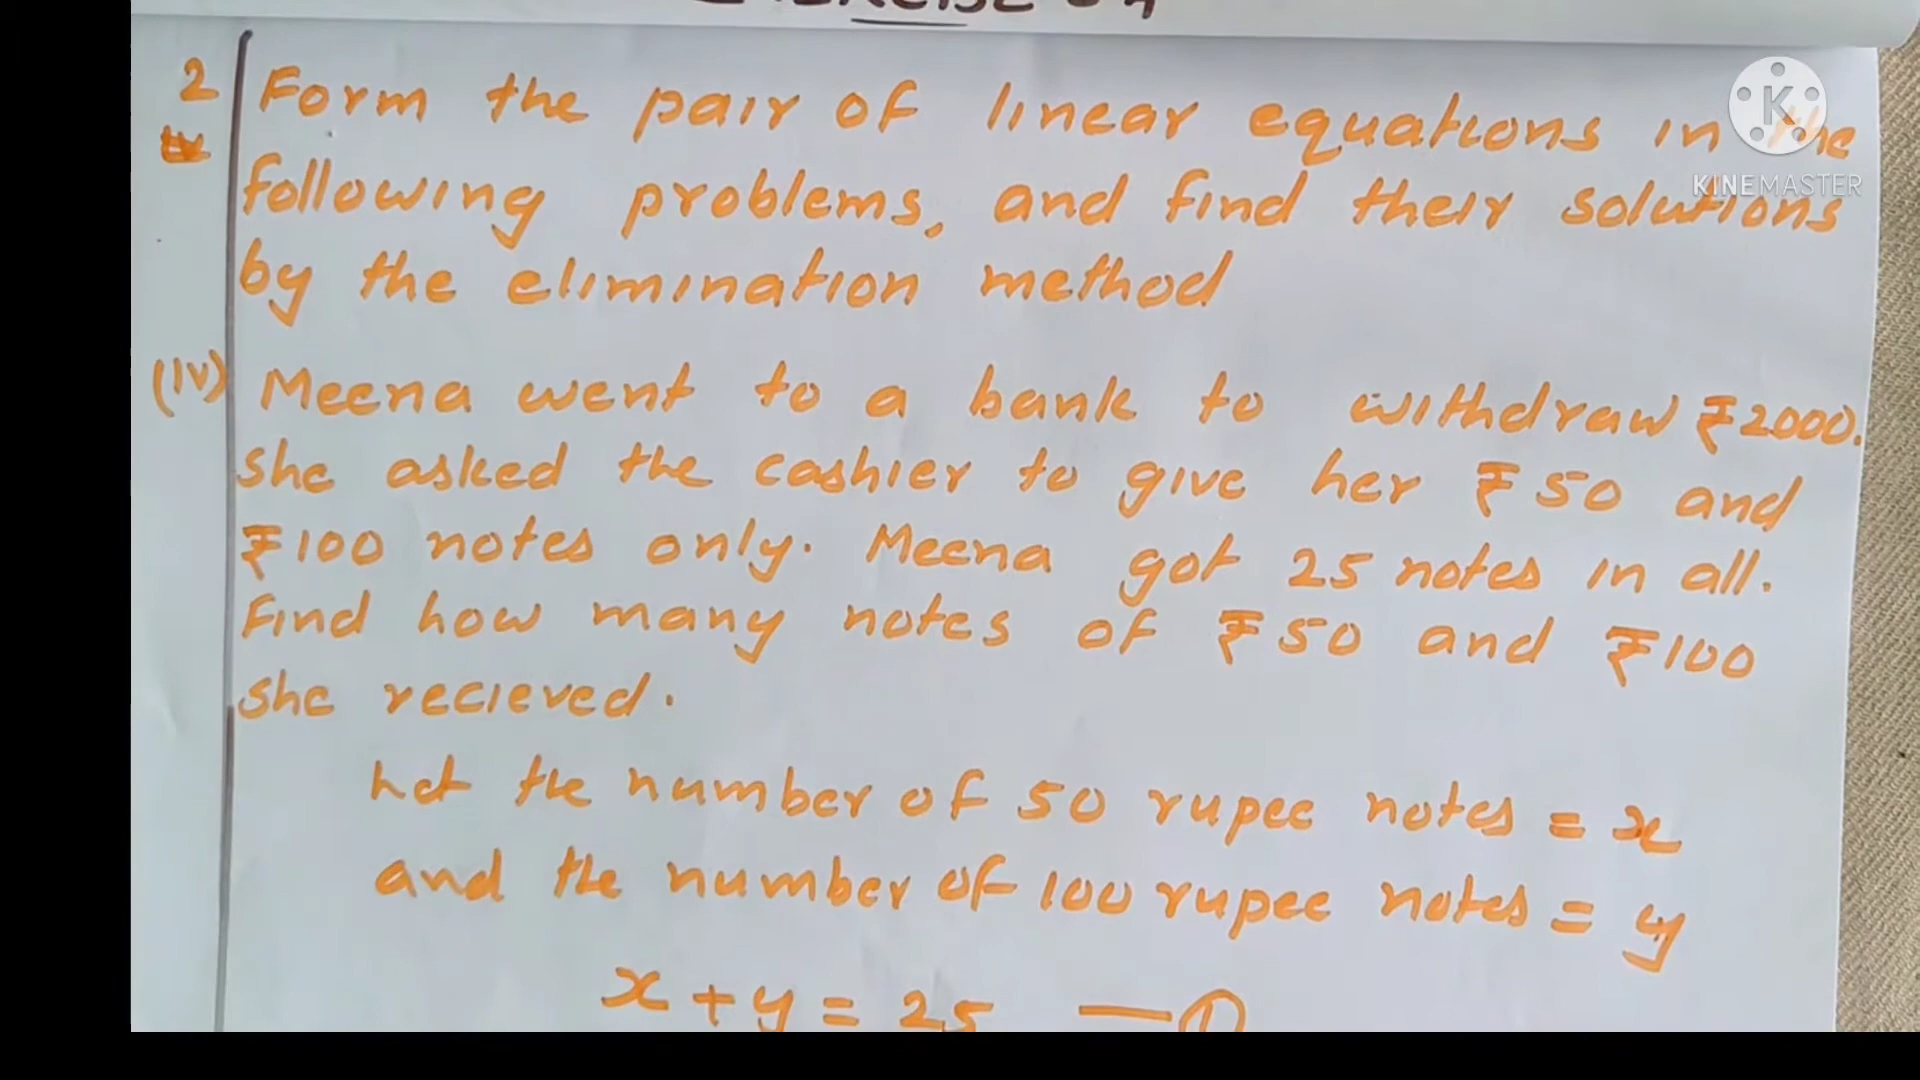 2 Form the pair of linear equations in the
following problems, and find their solutions
by the elimination method
(iv) Meena went to a bank to withdraw ₹2000.
she asked the cashier to give her ₹50 and
₹100 notes only. Meena got 25 notes in all.
Find how many notes of ₹50 and ₹100
she recieved.
Let the number of 50 rupee notes = x
and the number of 100 rupee notes = y
x + y = 25 — ①
K
KINEMASTER